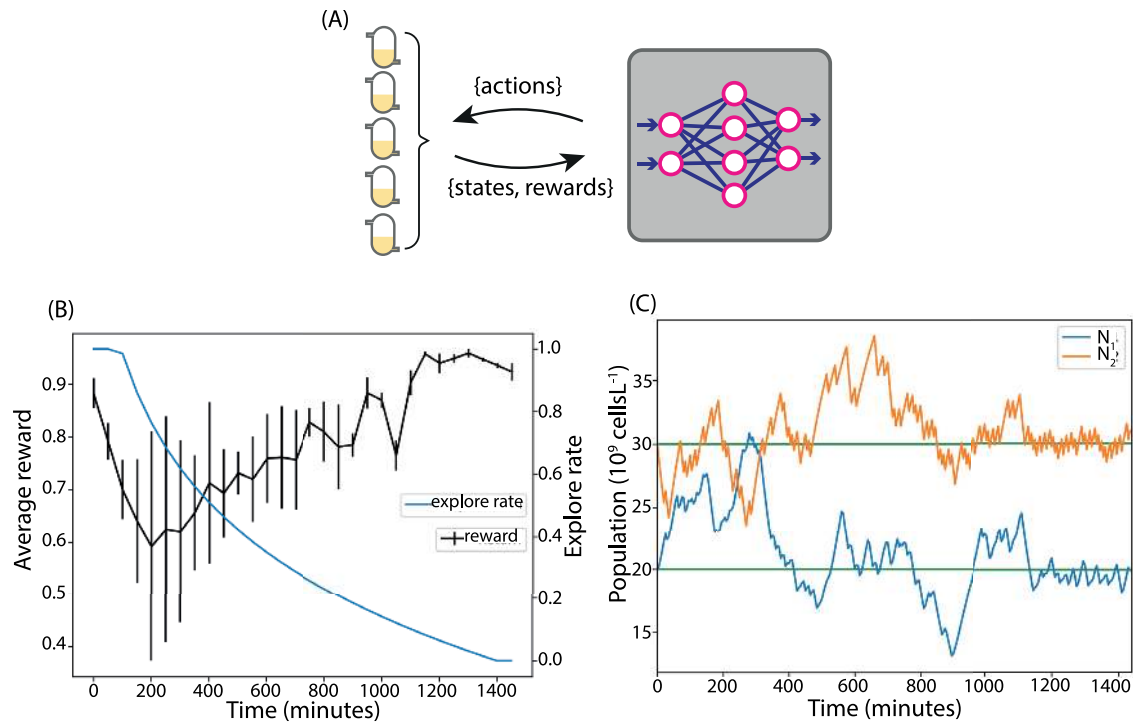 (A)
{actions}
{states, rewards}
(B)
Average reward
0.9
0.8
0.7
0.6
0.5
0.4
1.0
0.8
0.6
0.4
0.2
0.0
Explore rate
explore rate
reward
0 200 400 600 800 1000 1200 1400
Time (minutes)
(C)
Population (10⁹ cellsL⁻¹)
35
30
25
20
15
N₁
N₂
0 200 400 600 800 1000 1200 1400
Time (minutes)